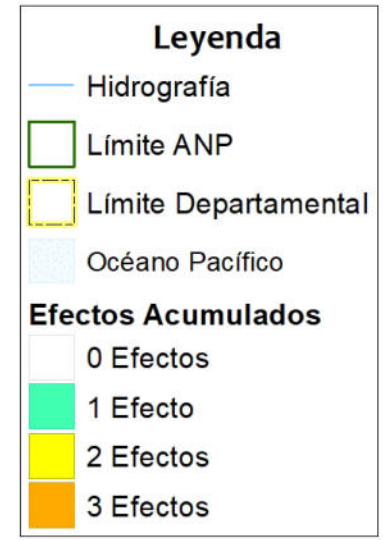 Leyenda
Hidrografía
Límite ANP
Límite Departamental
Océano Pacífico
Efectos Acumulados
0 Efectos
1 Efecto
2 Efectos
3 Efectos